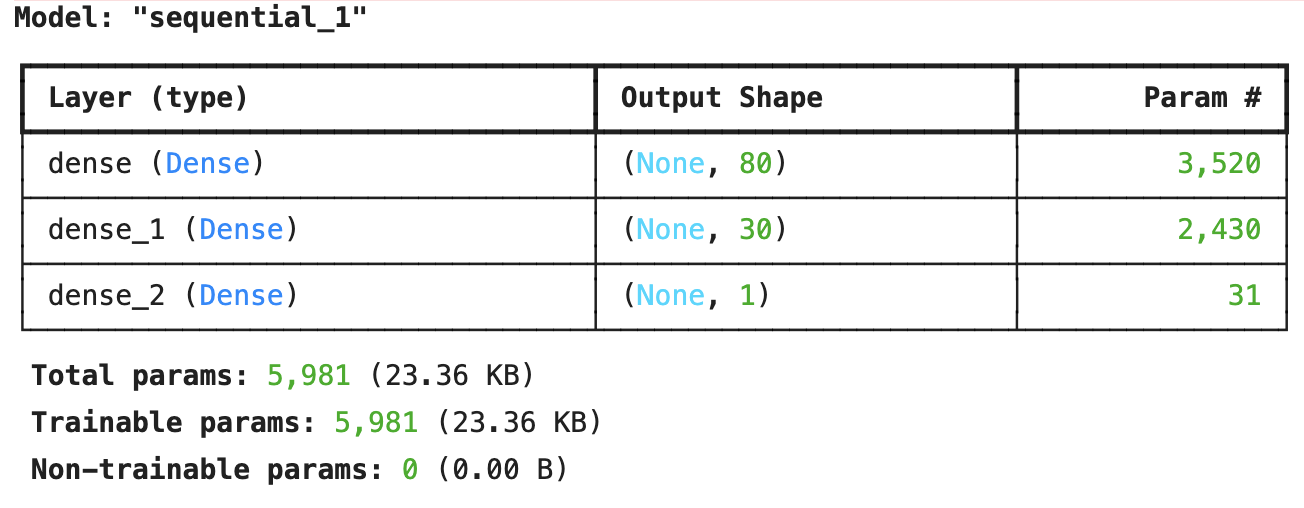 Model: "sequential_1"
Layer (type) Output Shape Param #
dense (Dense) (None, 80) 3,520
dense_1 (Dense) (None, 30) 2,430
dense_2 (Dense) (None, 1) 31
Total params: 5,981 (23.36 KB)
Trainable params: 5,981 (23.36 KB)
Non-trainable params: 0 (0.00 B)